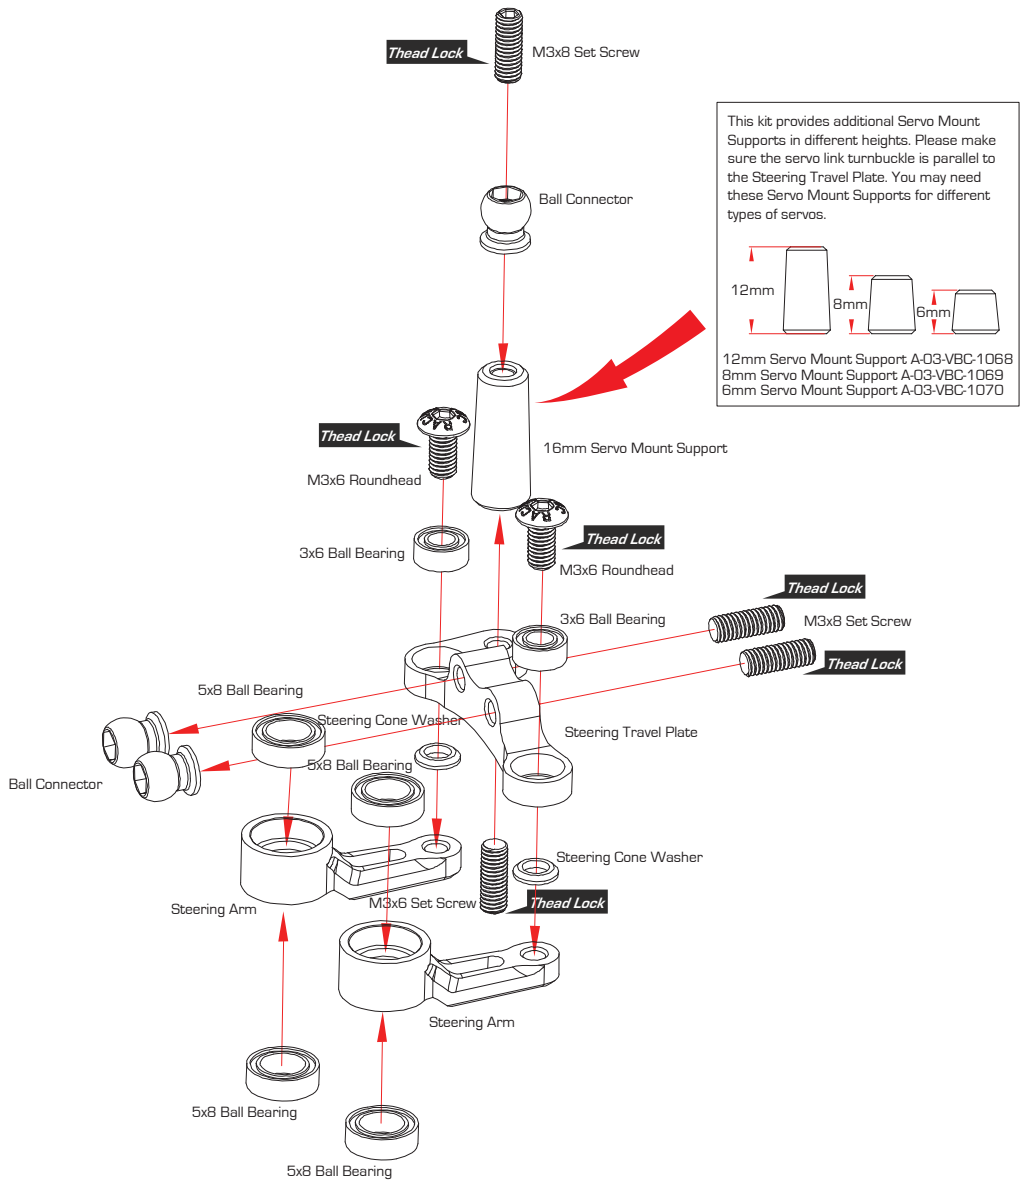 Thead Lock
M3x8 Set Screw
This kit provides additional Servo Mount
Supports in different heights. Please make
sure the servo link turnbuckle is parallel to
the Steering Travel Plate. You may need
these Servo Mount Supports for different
types of servos.
12mm
8mm
6mm
12mm Servo Mount Support A-03-VBC-1068
8mm Servo Mount Support A-03-VBC-1069
6mm Servo Mount Support A-03-VBC-1070
Ball Connector
Thead Lock
M3x6 Roundhead
16mm Servo Mount Support
3x6 Ball Bearing
Thead Lock
M3x6 Roundhead
Thead Lock
3x6 Ball Bearing
M3x8 Set Screw
Thead Lock
5x8 Ball Bearing
Steering Cone Washer
Steering Travel Plate
5x8 Ball Bearing
Ball Connector
Steering Cone Washer
M3x6 Set Screw
Thead Lock
Steering Arm
Steering Arm
5x8 Ball Bearing
5x8 Ball Bearing